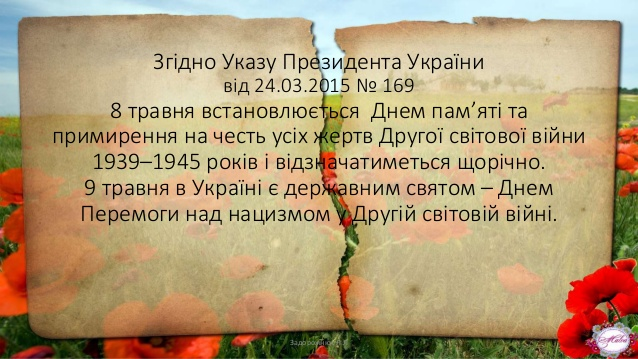 Згідно Указу Президента України
від 24.03.2015 № 169
8 травня встановлюється Днем пам’яті та
примирення на честь усіх жертв Другої світової війни
1939–1945 років і відзначатиметься щорічно.
9 травня в Україні є державним святом – Днем
Перемоги над нацизмом у Другій світовій війні.